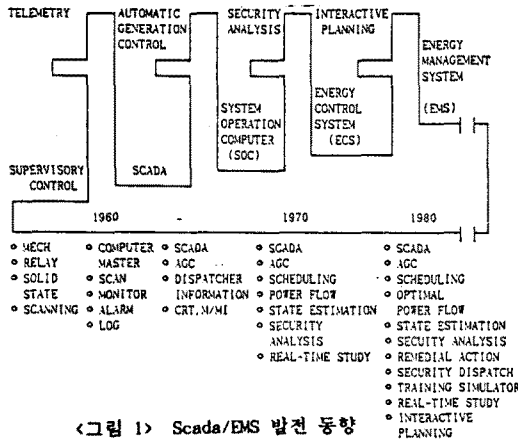 TELEMETRY
AUTOMATIC
GENERATION
CONTROL
SECURITY
ANALYSIS
INTERACTIVE
PLANNING
ENERGY
MANAGEMENT
SYSTEM
(EMS)
SUPERVISORY
CONTROL
SCADA
SYSTEM
OPERATION
COMPUTER
(SOC)
ENERGY
CONTROL
SYSTEM
(ECS)
1960 - 1970 1980
MECH
RELAY
SOLID
STATE
SCANNING
COMPUTER
MASTER
SCAN
MONITOR
ALARM
LOG
SCADA
AGC
DISPATCHER
INFORMATION
CRT, M/MI
SCADA
AGC
SCHEDULING
POWER FLOW
STATE ESTIMATION
SECURITY
ANALYSIS
REAL-TIME STUDY
SCADA
AGC
SCHEDULING
OPTIMAL
POWER FLOW
STATE ESTIMATION
SECUITY ANALYSIS
REMEDIAL ACTION
SECURITY DISPATCH
TRAINING SIMULATOR
REAL-TIME STUDY
INTERACTIVE
PLANNING
<그림 1> Scada/EMS 발전 동향